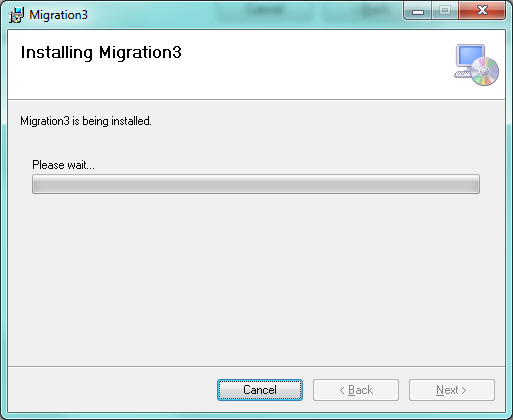 Migration3
Installing Migration3
Migration3 is being installed.
Please wait...
Cancel
< Back
Next >